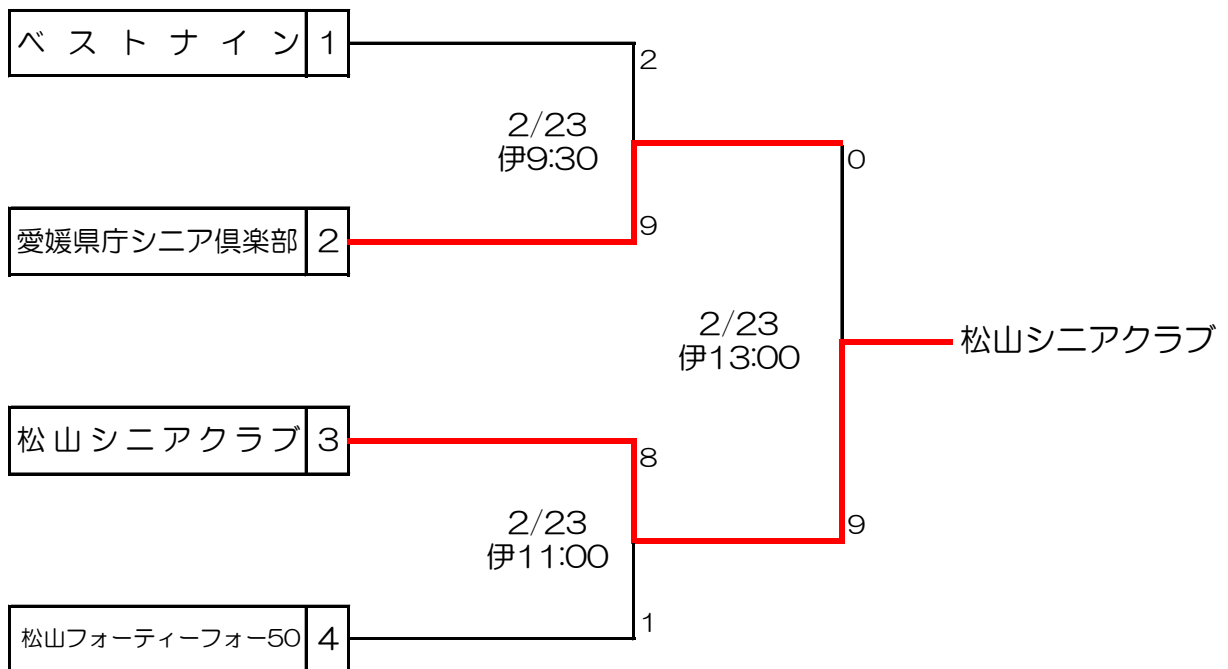 ベストナイン 1
2
2/23
伊9:30
0
愛媛県庁シニア倶楽部 2
9
2/23
伊13:00
松山シニアクラブ
松山シニアクラブ 3
8
2/23
伊11:00
9
松山フォーティーフォー50 4
1